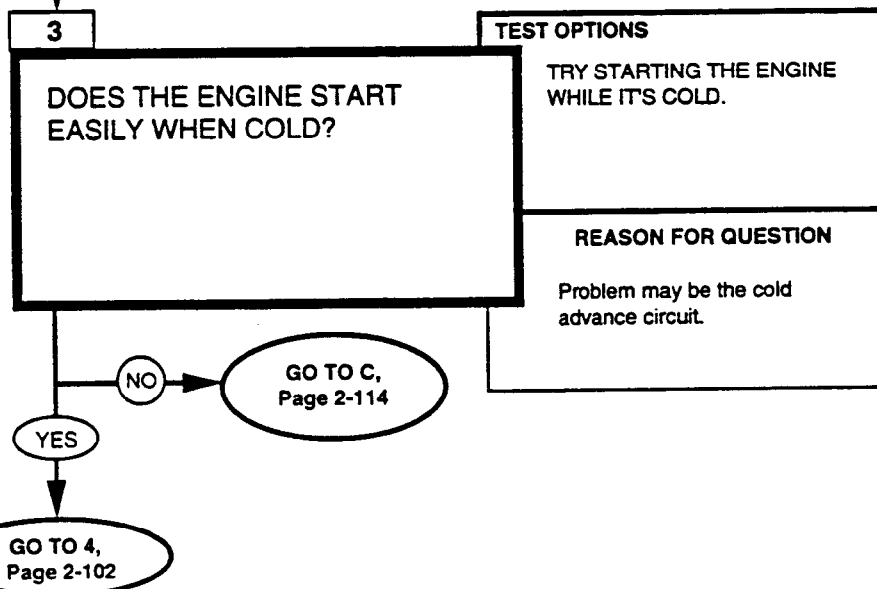 3
DOES THE ENGINE START
EASILY WHEN COLD?
TEST OPTIONS
TRY STARTING THE ENGINE
WHILE IT'S COLD.
REASON FOR QUESTION
Problem may be the cold
advance circuit.
NO
GO TO C,
Page 2-114
YES
GO TO 4,
Page 2-102